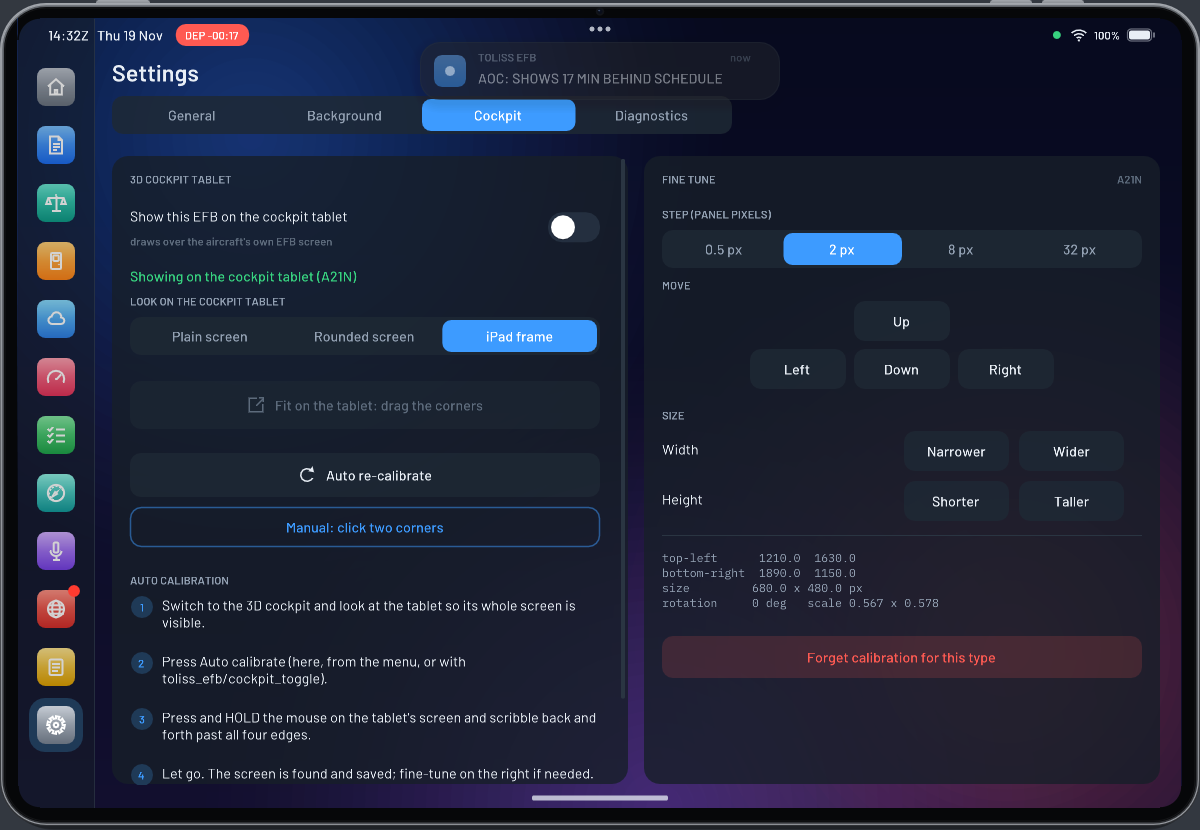 14:32Z Thu 19 Nov DEP -00:17
100%
TOLISS EFB now
AOC: SHOWS 17 MIN BEHIND SCHEDULE
Settings
General Background Cockpit Diagnostics
3D COCKPIT TABLET
Show this EFB on the cockpit tablet
draws over the aircraft's own EFB screen
Showing on the cockpit tablet (A21N)
LOOK ON THE COCKPIT TABLET
Plain screen Rounded screen iPad frame
Fit on the tablet: drag the corners
Auto re-calibrate
Manual: click two corners
AUTO CALIBRATION
1 Switch to the 3D cockpit and look at the tablet so its whole screen is
visible.
2 Press Auto calibrate (here, from the menu, or with
toliss_efb/cockpit_toggle).
3 Press and HOLD the mouse on the tablet's screen and scribble back and
forth past all four edges.
4 Let go. The screen is found and saved; fine-tune on the right if needed.
FINE TUNE A21N
STEP (PANEL PIXELS)
0.5 px 2 px 8 px 32 px
MOVE
Up
Left Down Right
SIZE
Width Narrower Wider
Height Shorter Taller
top-left 1210.0 1630.0
bottom-right 1890.0 1150.0
size 680.0 x 480.0 px
rotation 0 deg scale 0.567 x 0.578
Forget calibration for this type